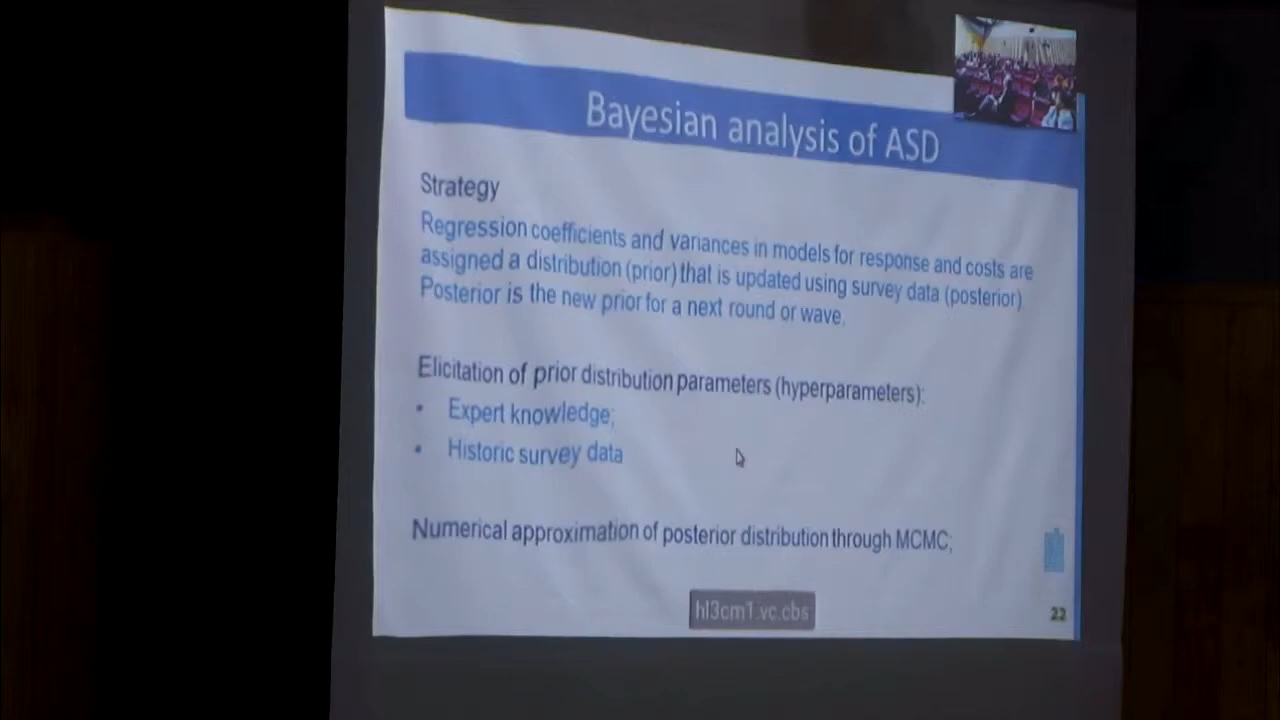 Bayesian analysis of ASD
Strategy
Regression coefficients and variances in models for response and costs are
assigned a distribution (prior) that is updated using survey data (posterior).
Posterior is the new prior for a next round or wave.
Elicitation of prior distribution parameters (hyperparameters):
• Expert knowledge;
• Historic survey data
Numerical approximation of posterior distribution through MCMC;
hl3cm1.vc.cbs
22